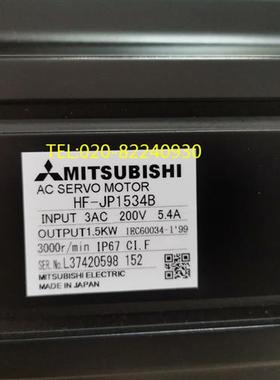 TEL:020-82240930
MITSUBISHI
AC SERVO MOTOR
HF-JP1534B
INPUT 3AC 200V 5.4A
OUTPUT1.5KW IEC60034-1'99
3000r/min IP67 CI.F
SER.No.L37420598 152
MITSUBISHI ELECTRIC
MADE IN JAPAN